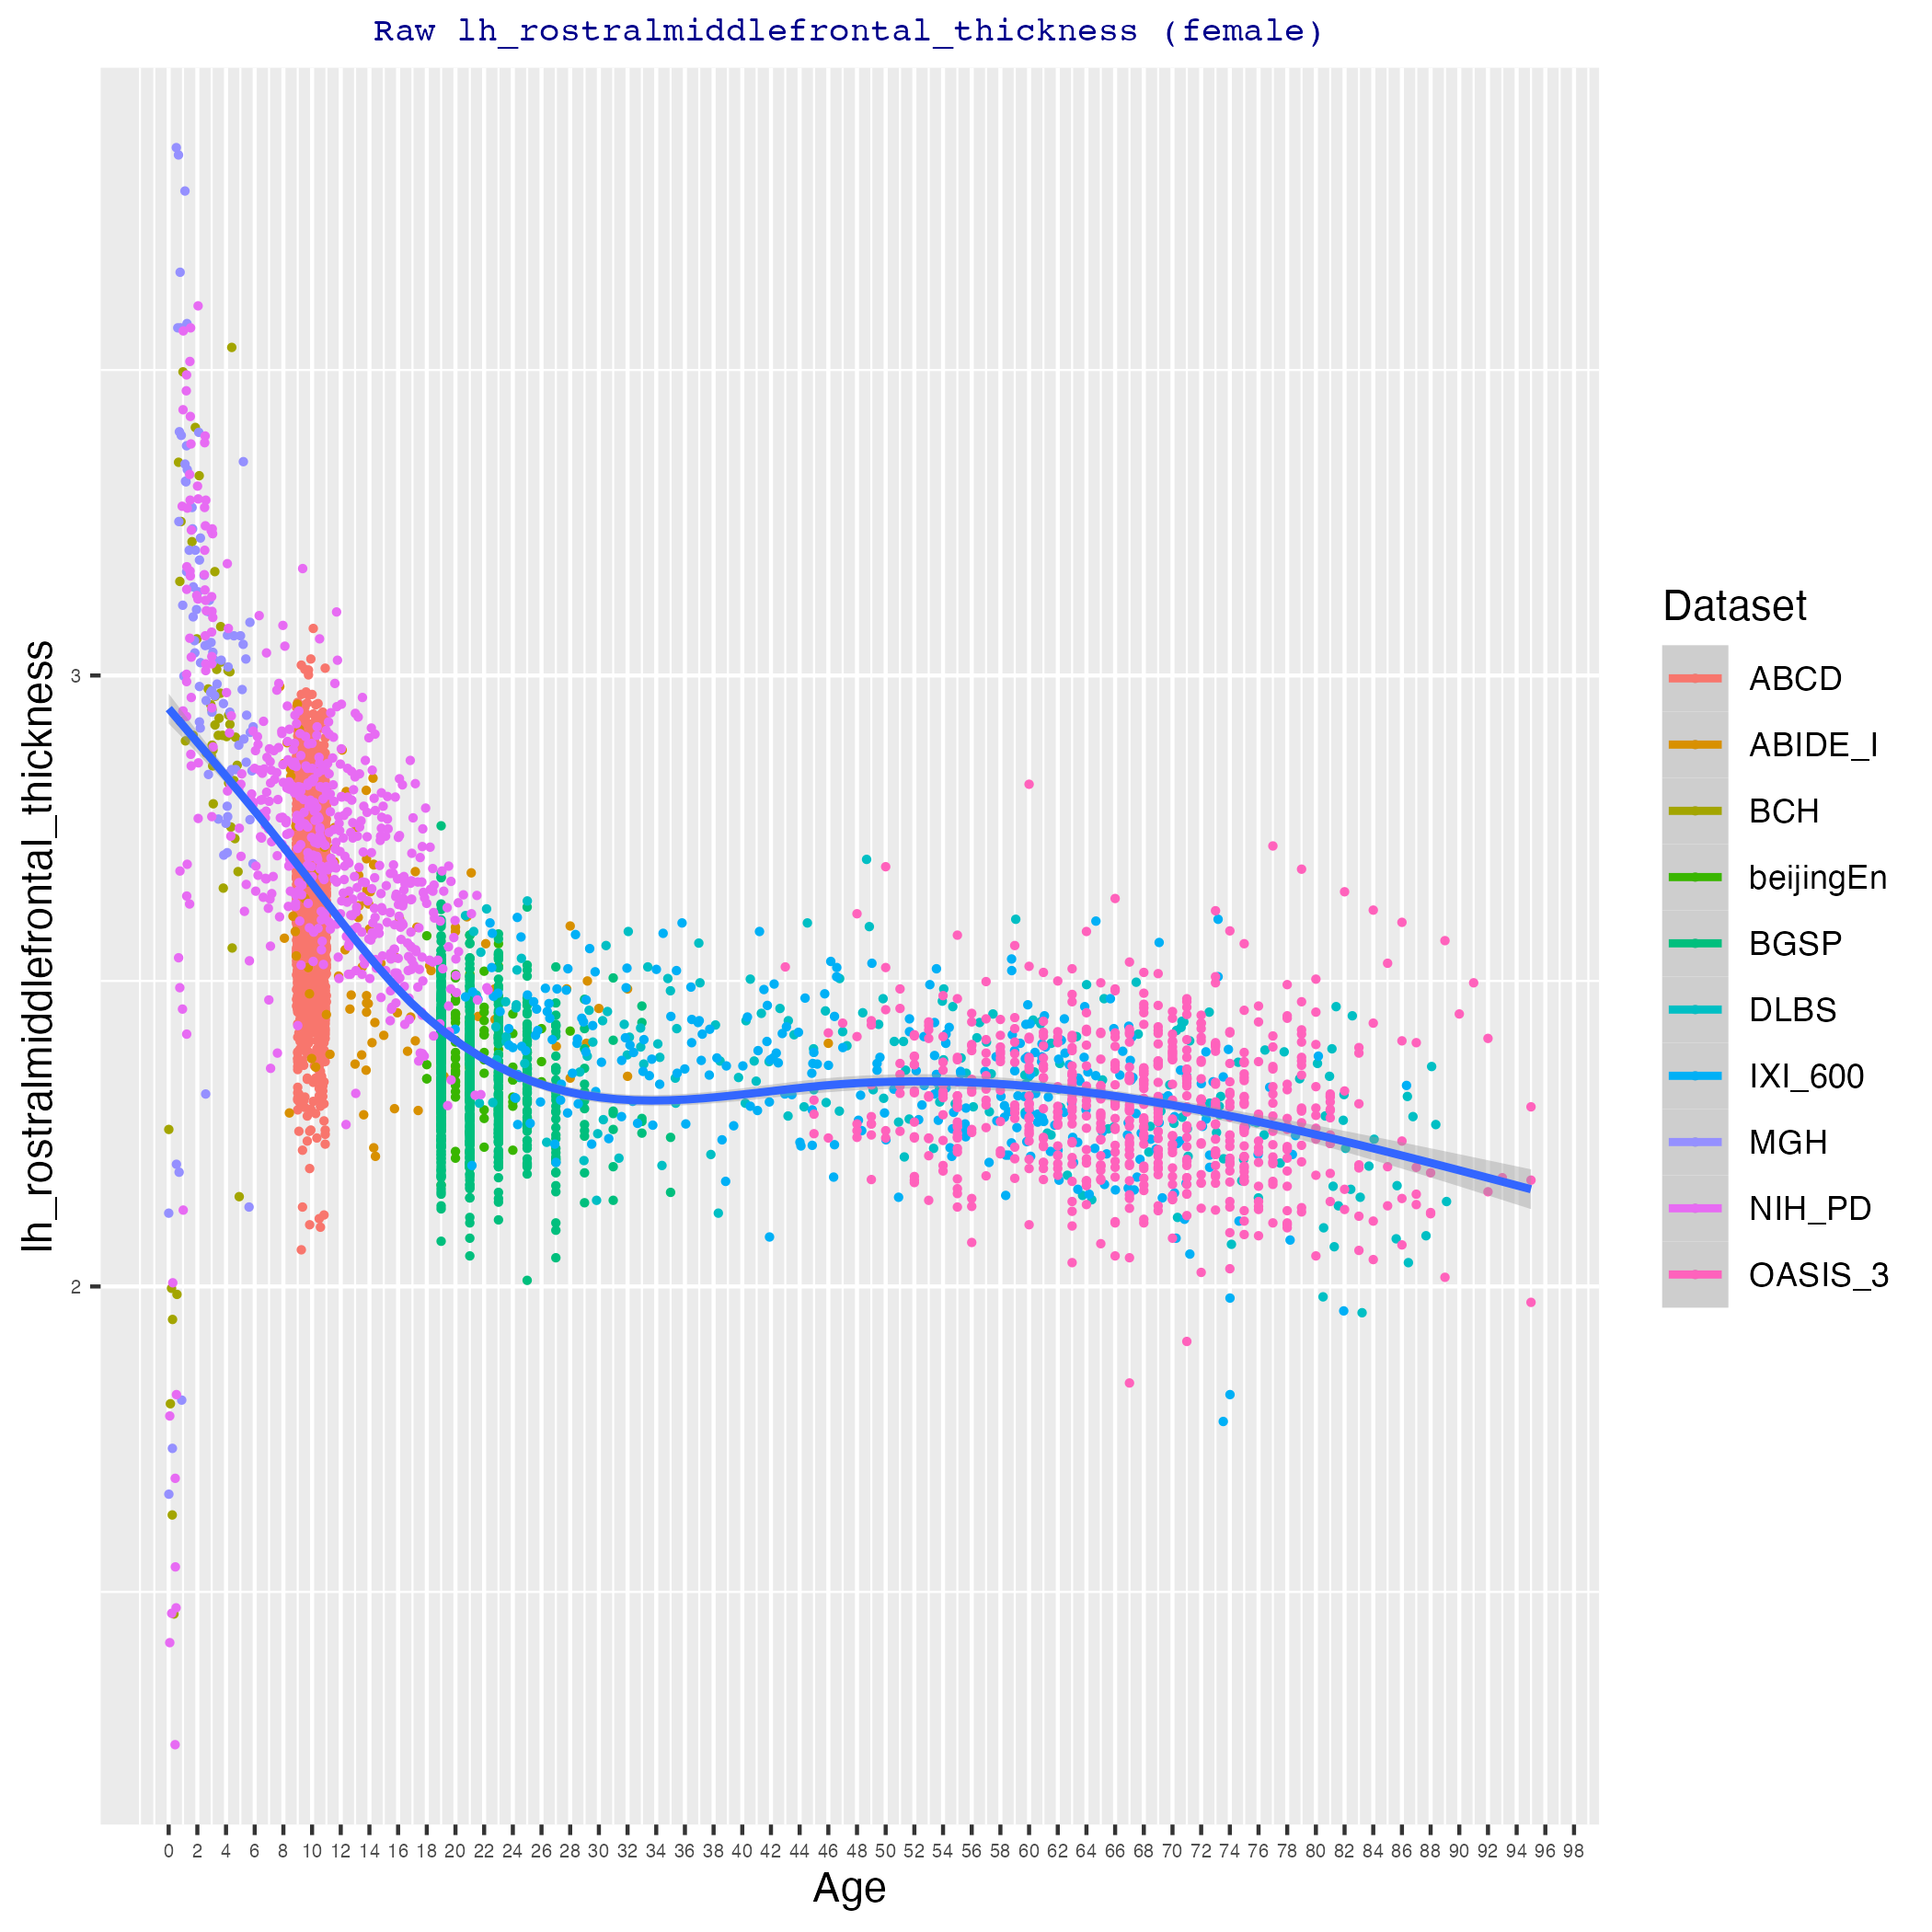 Raw lh_rostralmiddlefrontal_thickness (female)
lh_rostralmiddlefrontal_thickness
3
2
0 2 4 6 8 10 12 14 16 18 20 22 24 26 28 30 32 34 36 38 40 42 44 46 48 50 52 54 56 58 60 62 64 66 68 70 72 74 76 78 80 82 84 86 88 90 92 94 96 98
Age
Dataset
ABCD
ABIDE_I
BCH
beijingEn
BGSP
DLBS
IXI_600
MGH
NIH_PD
OASIS_3